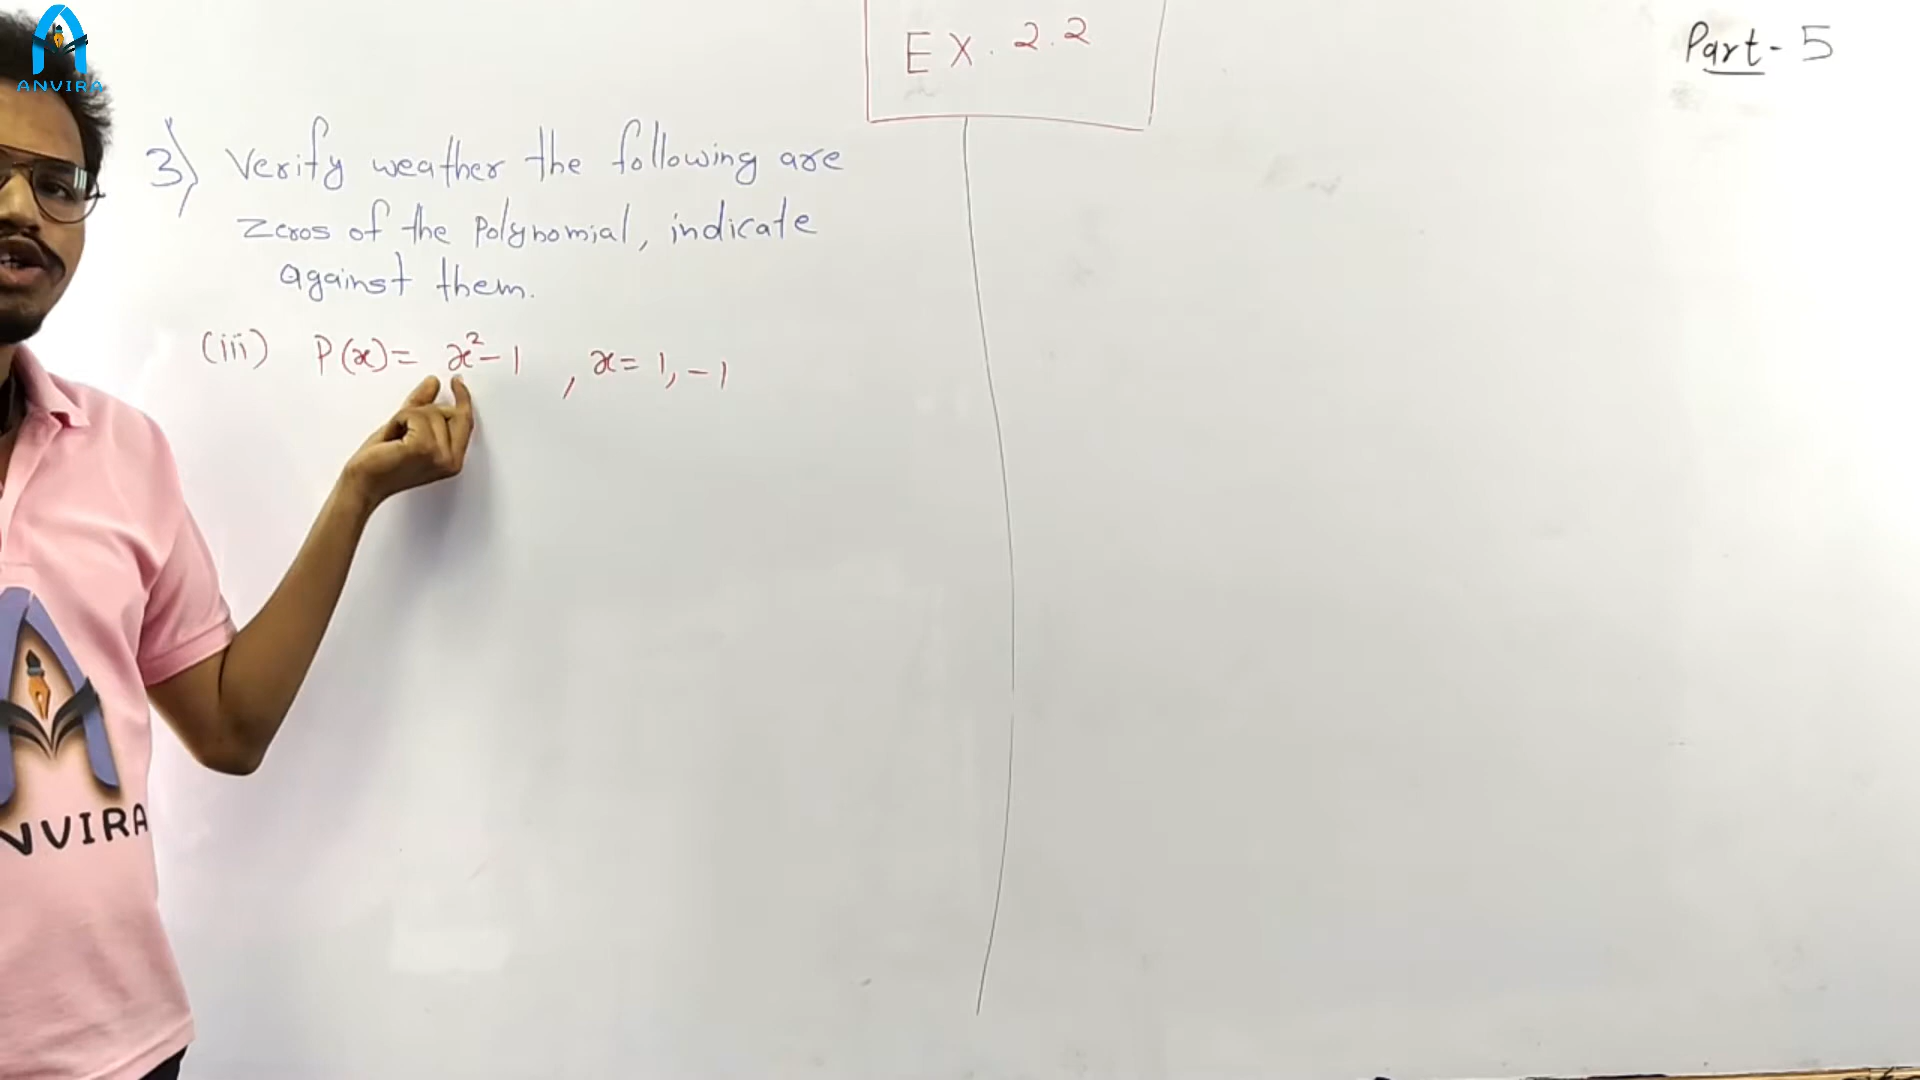 ANVIRA
EX. 2.2
Part - 5
3) Verify weather the following are
zeros of the polynomial, indicate
against them.
(iii) P(x) = x² - 1 , x = 1, -1
NVIRA